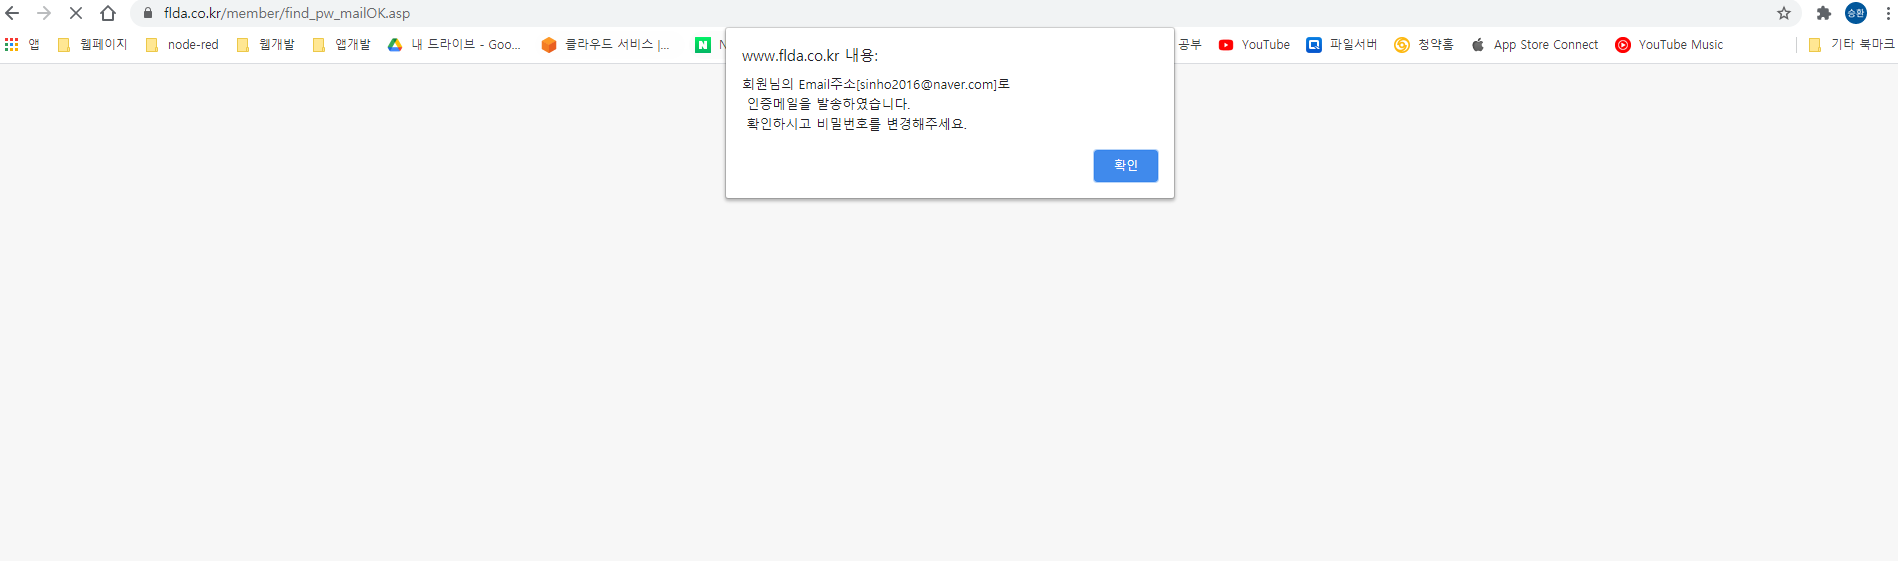 flda.co.kr/member/find_pw_mailOK.asp
승환
앱 웹페이지 node-red 웹개발 앱개발 내 드라이브 - Goo... 클라우드 서비스 |... N 공부 YouTube 파일서버 청약홈 App Store Connect YouTube Music 기타 북마크
www.flda.co.kr 내용:
회원님의 Email주소[sinho2016@naver.com]로
인증메일을 발송하였습니다.
확인하시고 비밀번호를 변경해주세요.
확인